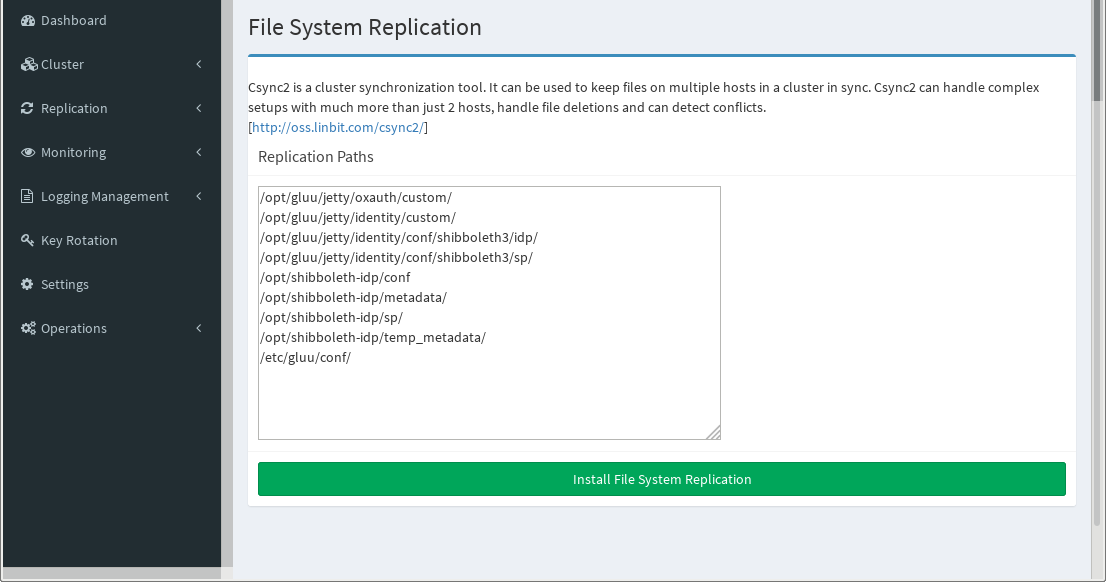 Dashboard
Cluster
Replication
Monitoring
Logging Management
Key Rotation
Settings
Operations
File System Replication
Csync2 is a cluster synchronization tool. It can be used to keep files on multiple hosts in a cluster in sync. Csync2 can handle complex
setups with much more than just 2 hosts, handle file deletions and can detect conflicts.
[http://oss.linbit.com/csync2/]
Replication Paths
/opt/gluu/jetty/oxauth/custom/
/opt/gluu/jetty/identity/custom/
/opt/gluu/jetty/identity/conf/shibboleth3/idp/
/opt/gluu/jetty/identity/conf/shibboleth3/sp/
/opt/shibboleth-idp/conf
/opt/shibboleth-idp/metadata/
/opt/shibboleth-idp/sp/
/opt/shibboleth-idp/temp_metadata/
/etc/gluu/conf/
Install File System Replication